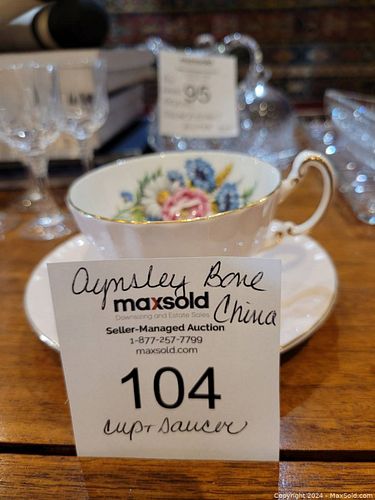 95
Aynsley Bone
China
maxsold
Downsizing and Estate Sales
Seller-Managed Auction
1-877-257-7799
maxsold.com
104
cup + saucer
Copyright 2024 - MaxSold.com